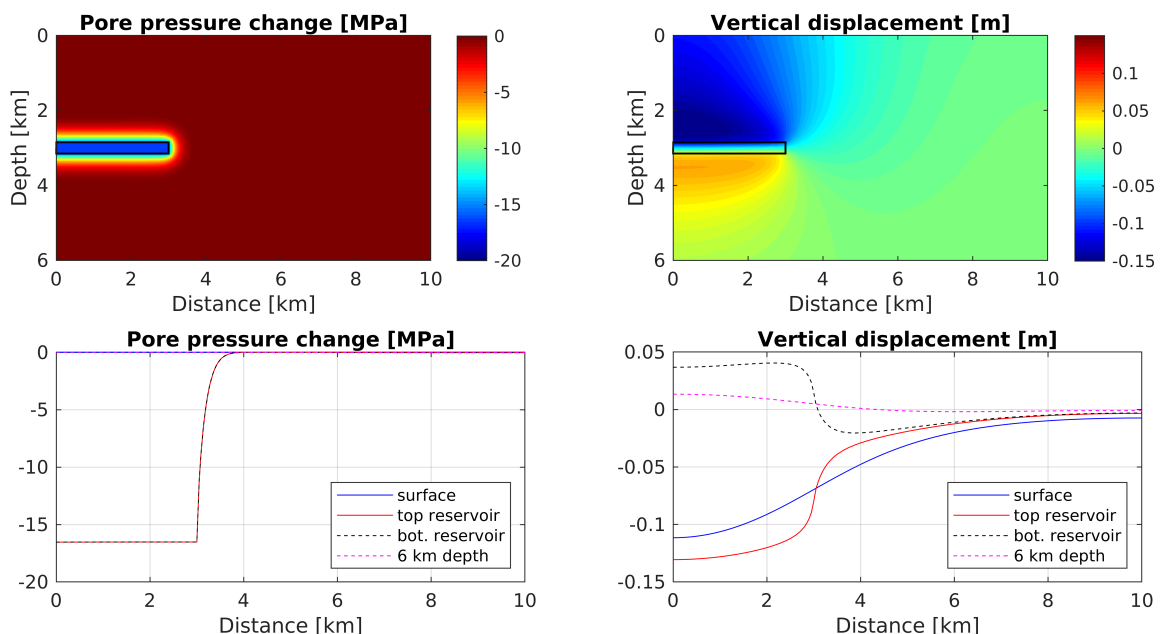 Pore pressure change [MPa]
0
2
4
6
Depth [km]
0 2 4 6 8 10
Distance [km]
0
-5
-10
-15
-20
Vertical displacement [m]
0
2
4
6
Depth [km]
0 2 4 6 8 10
Distance [km]
0.1
0.05
0
-0.05
-0.1
-0.15
Pore pressure change [MPa]
0
-5
-10
-15
-20
surface
top reservoir
bot. reservoir
6 km depth
0 2 4 6 8 10
Distance [km]
Vertical displacement [m]
0.05
0
-0.05
-0.1
-0.15
surface
top reservoir
bot. reservoir
6 km depth
0 2 4 6 8 10
Distance [km]